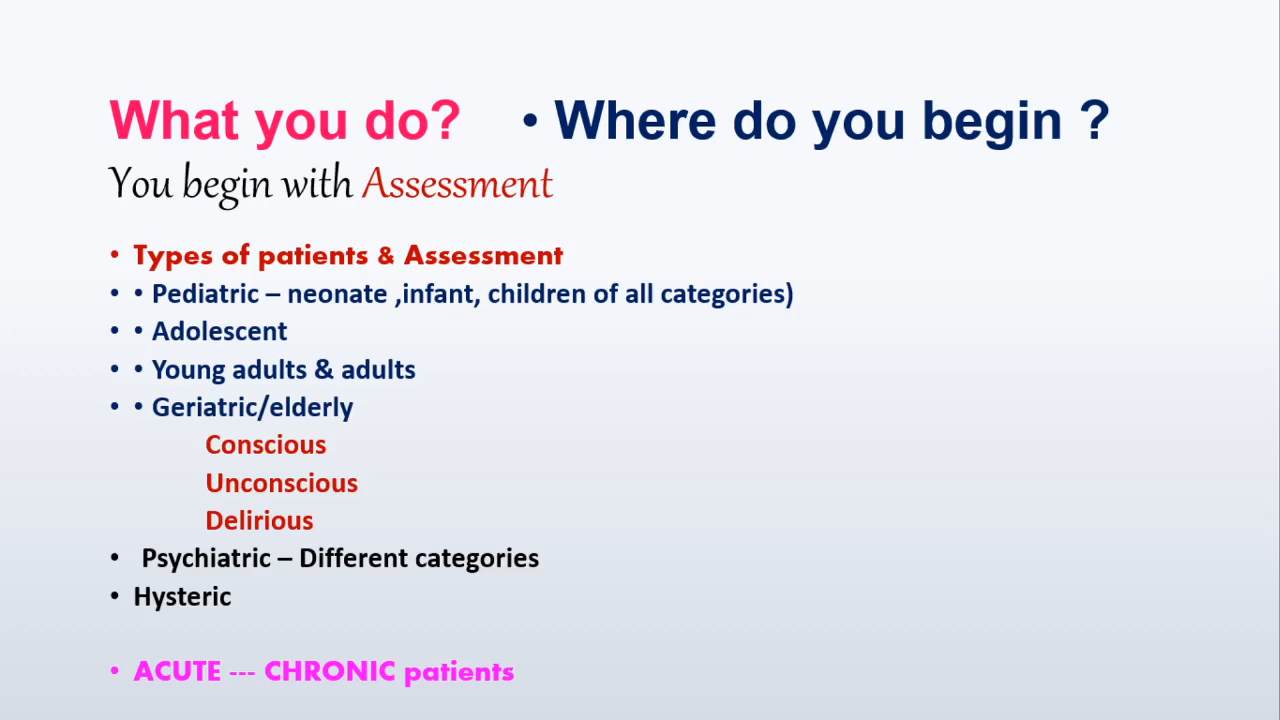 What you do? • Where do you begin ?
You begin with Assessment
• Types of patients & Assessment
• • Pediatric – neonate ,infant, children of all categories)
• • Adolescent
• • Young adults & adults
• • Geriatric/elderly
Conscious
Unconscious
Delirious
• Psychiatric – Different categories
• Hysteric
• ACUTE --- CHRONIC patients